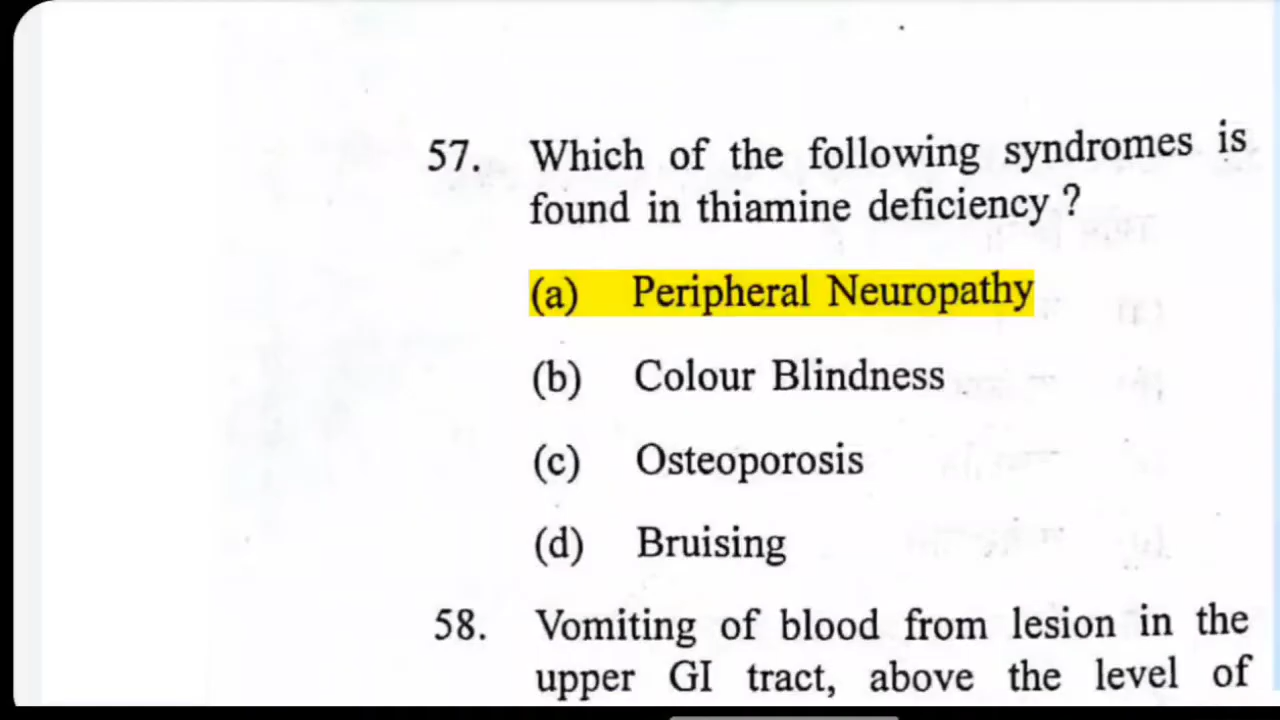 57. Which of the following syndromes is
found in thiamine deficiency ?
(a) Peripheral Neuropathy
(b) Colour Blindness
(c) Osteoporosis
(d) Bruising
58. Vomiting of blood from lesion in the
upper GI tract, above the level of